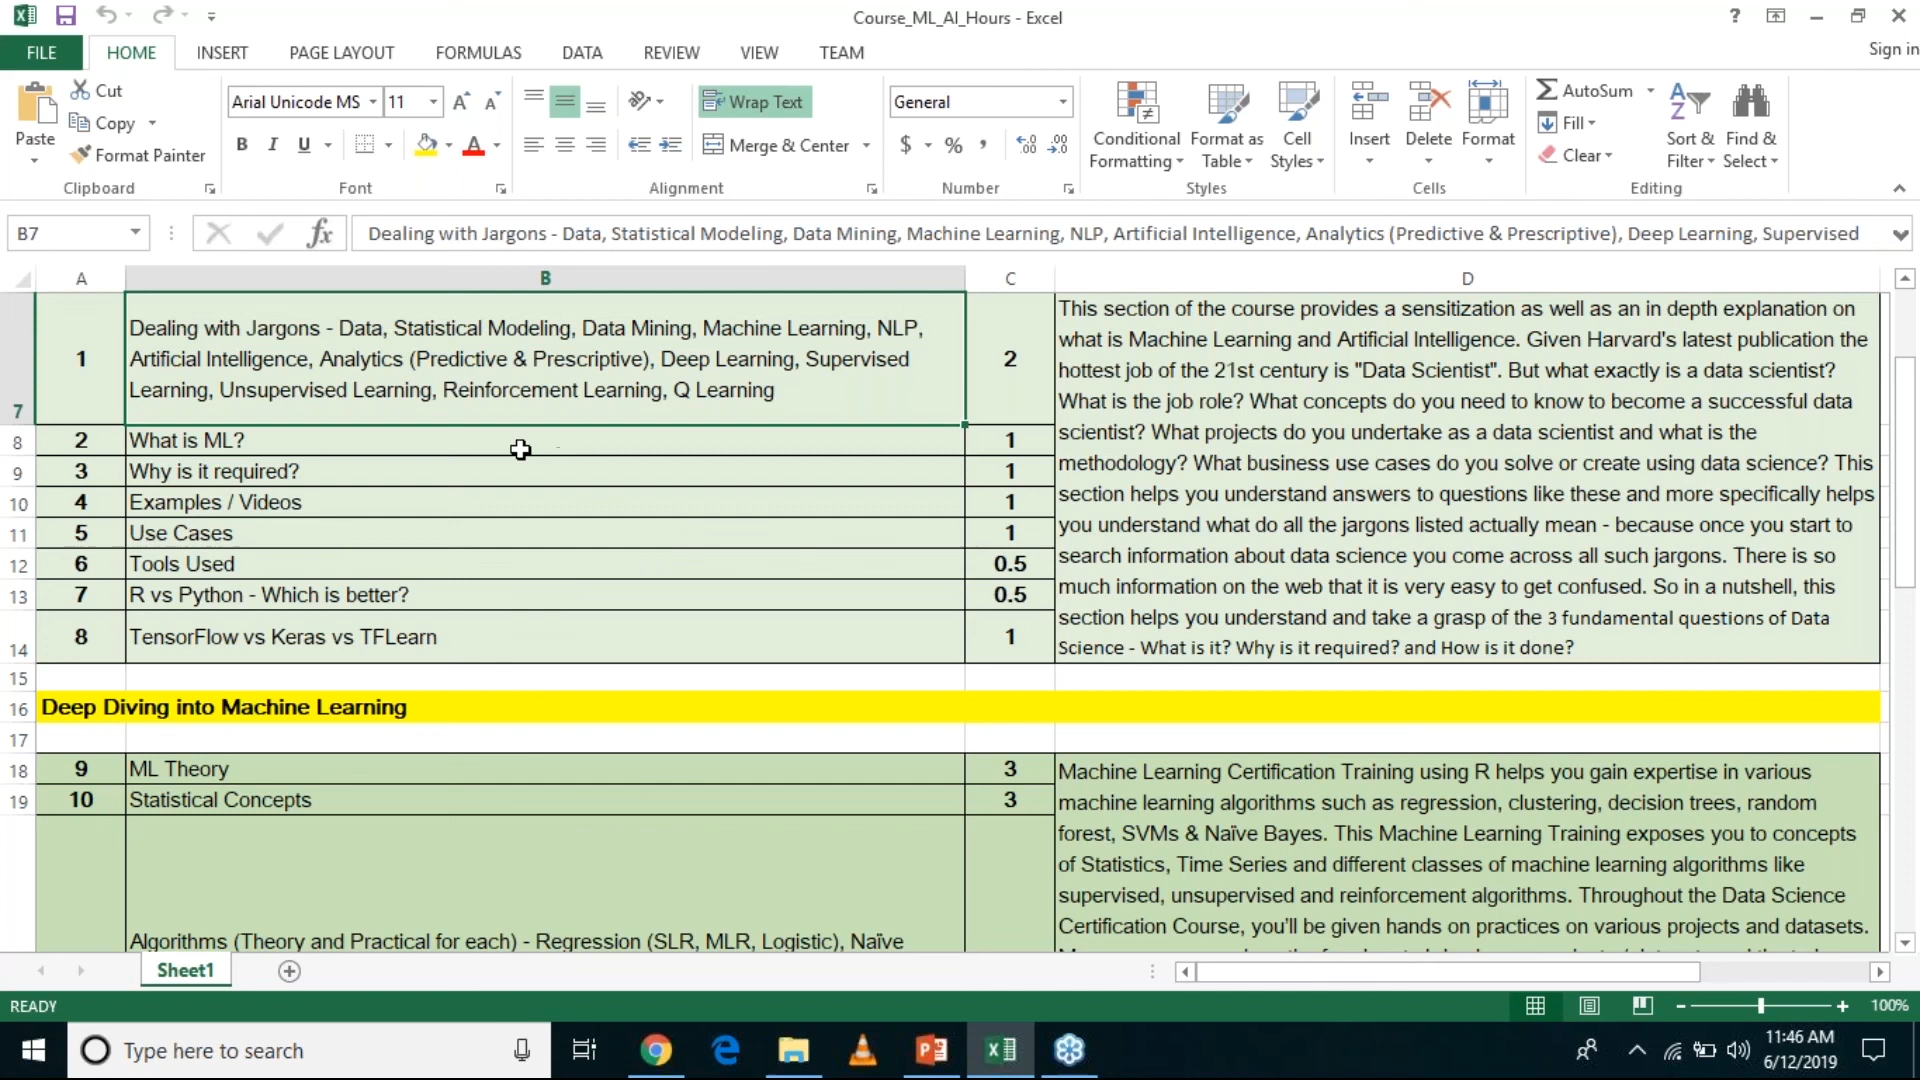 Course_ML_AI_Hours - Excel
FILE HOME INSERT PAGE LAYOUT FORMULAS DATA REVIEW VIEW TEAM Sign in
Paste
Cut
Copy
Format Painter
Clipboard
Arial Unicode MS 11
B I U
Font
Wrap Text
Merge & Center
Alignment
General
$ % ,
Number
Conditional Formatting
Format as Table
Cell Styles
Styles
Insert Delete Format
Cells
AutoSum
Fill
Clear
Sort & Filter
Find & Select
Editing
B7 fx Dealing with Jargons - Data, Statistical Modeling, Data Mining, Machine Learning, NLP, Artificial Intelligence, Analytics (Predictive & Prescriptive), Deep Learning, Supervised
A B C D
7 1 Dealing with Jargons - Data, Statistical Modeling, Data Mining, Machine Learning, NLP,
Artificial Intelligence, Analytics (Predictive & Prescriptive), Deep Learning, Supervised
Learning, Unsupervised Learning, Reinforcement Learning, Q Learning 2
8 2 What is ML? 1
9 3 Why is it required? 1
10 4 Examples / Videos 1
11 5 Use Cases 1
12 6 Tools Used 0.5
13 7 R vs Python - Which is better? 0.5
14 8 TensorFlow vs Keras vs TFLearn 1
This section of the course provides a sensitization as well as an in depth explanation on
what is Machine Learning and Artificial Intelligence. Given Harvard's latest publication the
hottest job of the 21st century is "Data Scientist". But what exactly is a data scientist?
What is the job role? What concepts do you need to know to become a successful data
scientist? What projects do you undertake as a data scientist and what is the
methodology? What business use cases do you solve or create using data science? This
section helps you understand answers to questions like these and more specifically helps
you understand what do all the jargons listed actually mean - because once you start to
search information about data science you come across all such jargons. There is so
much information on the web that it is very easy to get confused. So in a nutshell, this
section helps you understand and take a grasp of the 3 fundamental questions of Data
Science - What is it? Why is it required? and How is it done?
15
16 Deep Diving into Machine Learning
17
18 9 ML Theory 3
19 10 Statistical Concepts 3
Algorithms (Theory and Practical for each) - Regression (SLR, MLR, Logistic), Naïve
Machine Learning Certification Training using R helps you gain expertise in various
machine learning algorithms such as regression, clustering, decision trees, random
forest, SVMs & Naïve Bayes. This Machine Learning Training exposes you to concepts
of Statistics, Time Series and different classes of machine learning algorithms like
supervised, unsupervised and reinforcement algorithms. Throughout the Data Science
Certification Course, you'll be given hands on practices on various projects and datasets.
Sheet1
READY 100%
Type here to search
11:46 AM
6/12/2019